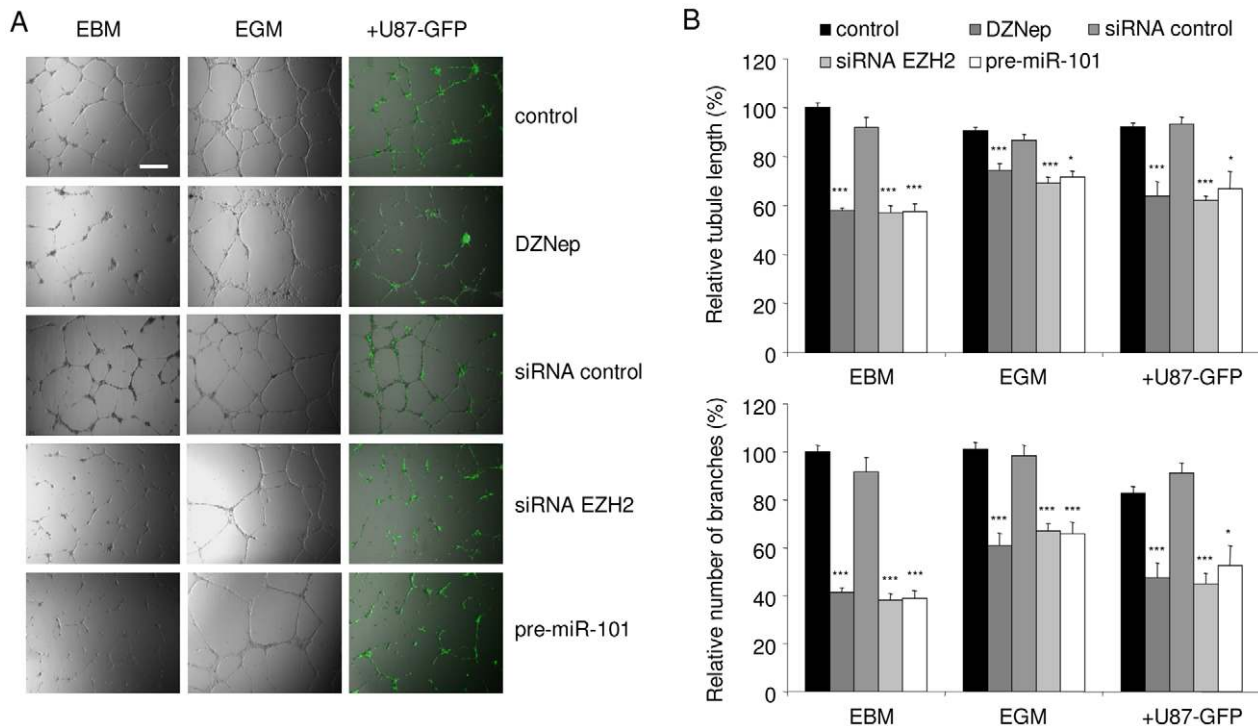 A
EBM EGM +U87-GFP
control
DZNep
siRNA control
siRNA EZH2
pre-miR-101
B
control DZNep siRNA control
siRNA EZH2 pre-miR-101
Relative tubule length (%)
120
100
80
60
40
20
0
*** *** ***
*** *** *
*** *** *
EBM EGM +U87-GFP
Relative number of branches (%)
120
100
80
60
40
20
0
*** *** ***
*** *** ***
*** *** *
EBM EGM +U87-GFP